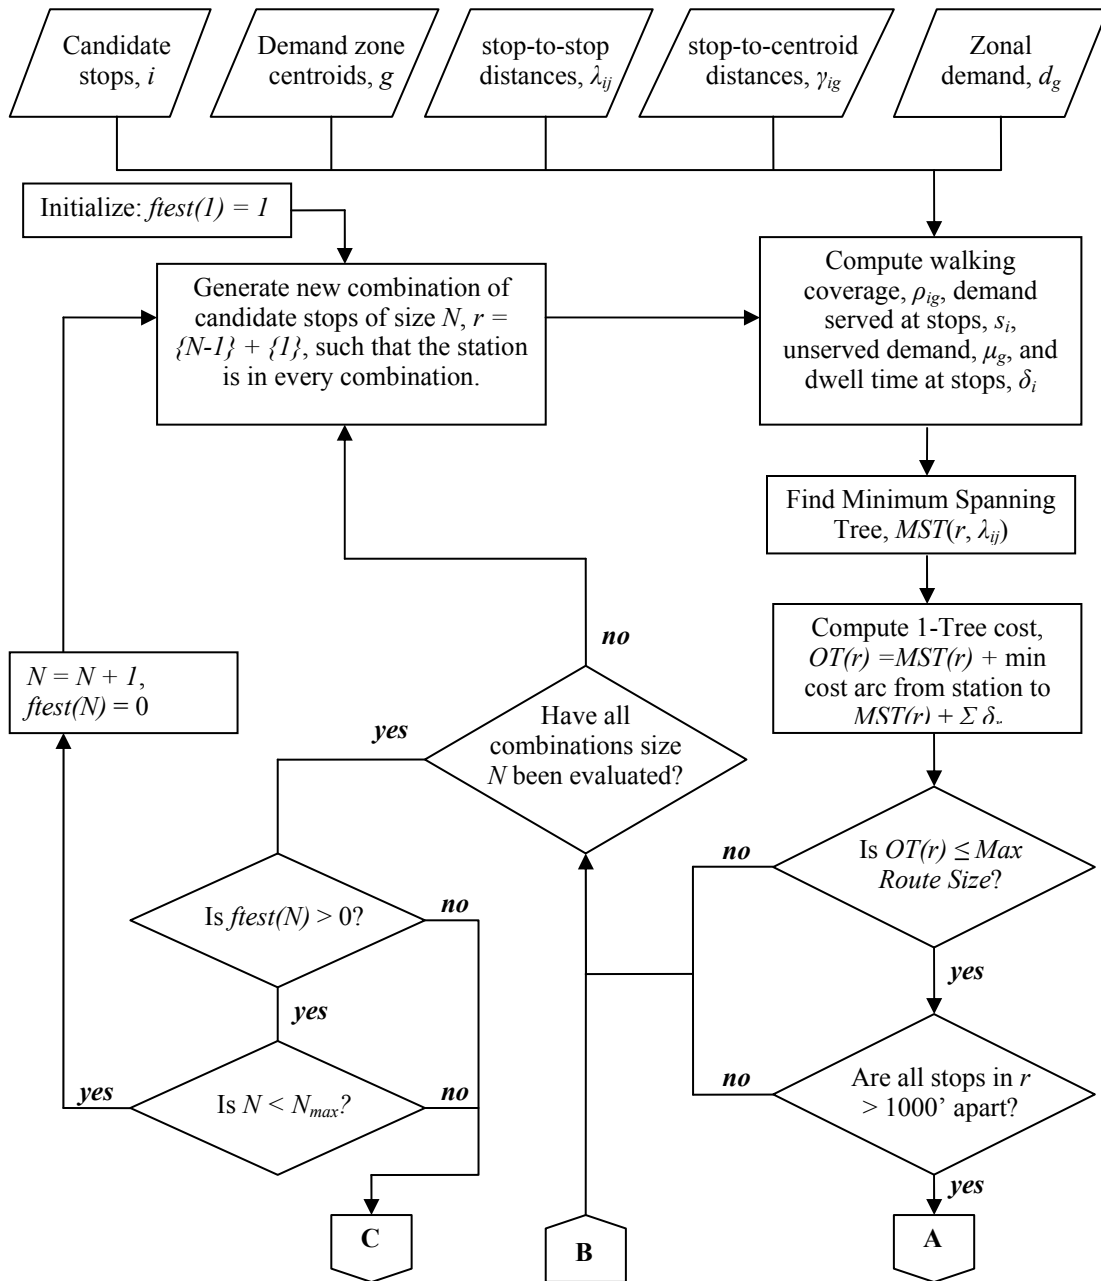 Candidate
stops, i
Demand zone
centroids, g
stop-to-stop
distances, λij
stop-to-centroid
distances, γig
Zonal
demand, dg
Initialize: ftest(1) = 1
Generate new combination of
candidate stops of size N, r =
{N-1} + {1}, such that the station
is in every combination.
Compute walking
coverage, ρig, demand
served at stops, si,
unserved demand, μg, and
dwell time at stops, δi
Find Minimum Spanning
Tree, MST(r, λij)
Compute 1-Tree cost,
OT(r) =MST(r) + min
cost arc from station to
MST(r) + Σ δr
N = N + 1,
ftest(N) = 0
no
Have all
combinations size
N been evaluated?
yes
Is OT(r) ≤ Max
Route Size?
no
yes
Is ftest(N) > 0?
no
yes
Are all stops in r
> 1000’ apart?
no
yes
Is N < Nmax?
yes
no
C
B
A